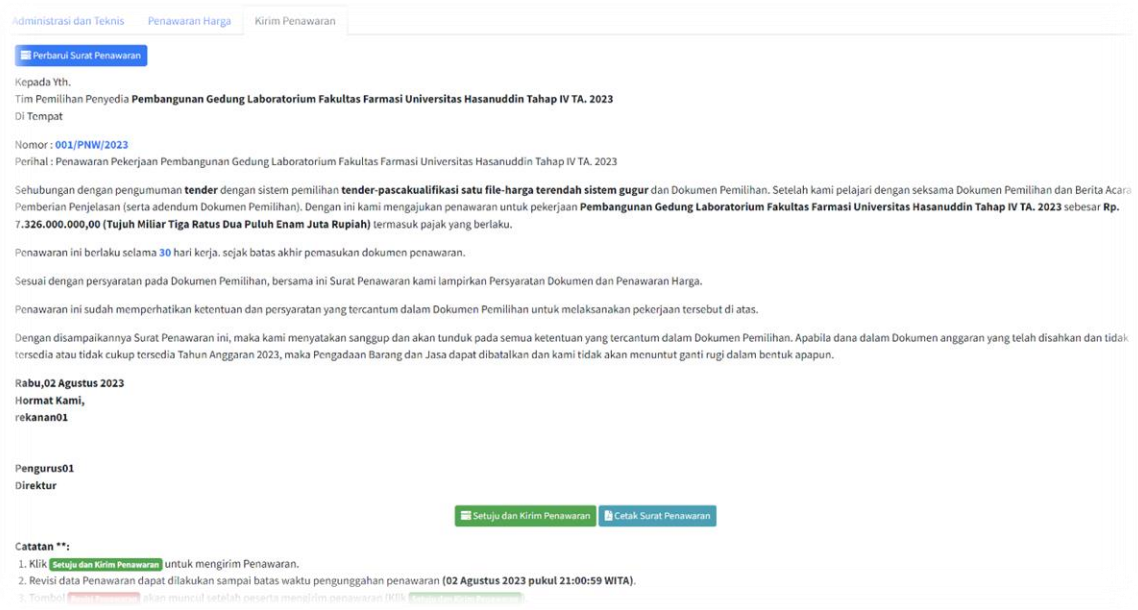 Administrasi dan Teknis Penawaran Harga Kirim Penawaran
Perbarui Surat Penawaran
Kepada Yth.
Tim Pemilihan Penyedia Pembangunan Gedung Laboratorium Fakultas Farmasi Universitas Hasanuddin Tahap IV TA. 2023
Di Tempat
Nomor : 001/PNW/2023
Perihal : Penawaran Pekerjaan Pembangunan Gedung Laboratorium Fakultas Farmasi Universitas Hasanuddin Tahap IV TA. 2023
Sehubungan dengan pengumuman tender dengan sistem pemilihan tender-pascakualifikasi satu file-harga terendah sistem gugur dan Dokumen Pemilihan. Setelah kami pelajari dengan seksama Dokumen Pemilihan dan Berita Acara
Pemberian Penjelasan (serta adendum Dokumen Pemilihan). Dengan ini kami mengajukan penawaran untuk pekerjaan Pembangunan Gedung Laboratorium Fakultas Farmasi Universitas Hasanuddin Tahap IV TA. 2023 sebesar Rp.
7.326.000.000,00 (Tujuh Miliar Tiga Ratus Dua Puluh Enam Juta Rupiah) termasuk pajak yang berlaku.
Penawaran ini berlaku selama 30 hari kerja. sejak batas akhir pemasukan dokumen penawaran.
Sesuai dengan persyaratan pada Dokumen Pemilihan, bersama ini Surat Penawaran kami lampirkan Persyaratan Dokumen dan Penawaran Harga.
Penawaran ini sudah memperhatikan ketentuan dan persyaratan yang tercantum dalam Dokumen Pemilihan untuk melaksanakan pekerjaan tersebut di atas.
Dengan disampaikannya Surat Penawaran ini, maka kami menyatakan sanggup dan akan tunduk pada semua ketentuan yang tercantum dalam Dokumen Pemilihan. Apabila dana dalam Dokumen anggaran yang telah disahkan dan tidak
tersedia atau tidak cukup tersedia Tahun Anggaran 2023, maka Pengadaan Barang dan Jasa dapat dibatalkan dan kami tidak akan menuntut ganti rugi dalam bentuk apapun.
Rabu,02 Agustus 2023
Hormat Kami,
rekanan01
Pengurus01
Direktur
Setuju dan Kirim Penawaran Cetak Surat Penawaran
Catatan **:
1. Klik Setuju dan Kirim Penawaran untuk mengirim Penawaran.
2. Revisi data Penawaran dapat dilakukan sampai batas waktu pengunggahan penawaran (02 Agustus 2023 pukul 21:00:59 WITA).
3. Tombol akan muncul setelah peserta mengirim penawaran (Klik Setuju dan Kirim Penawaran).